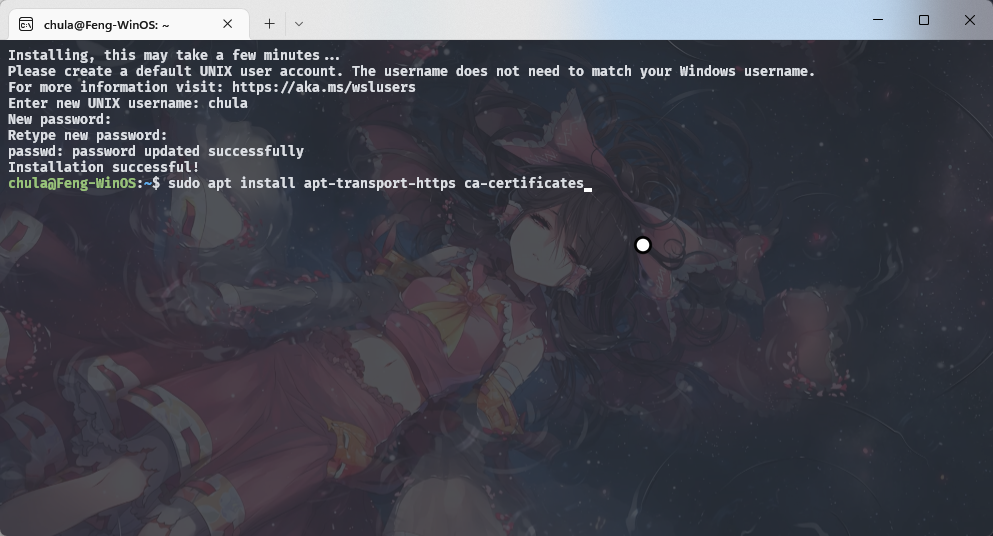 chula@Feng-WinOS: ~
Installing, this may take a few minutes...
Please create a default UNIX user account. The username does not need to match your Windows username.
For more information visit: https://aka.ms/wslusers
Enter new UNIX username: chula
New password:
Retype new password:
passwd: password updated successfully
Installation successful!
chula@Feng-WinOS:~$ sudo apt install apt-transport-https ca-certificates